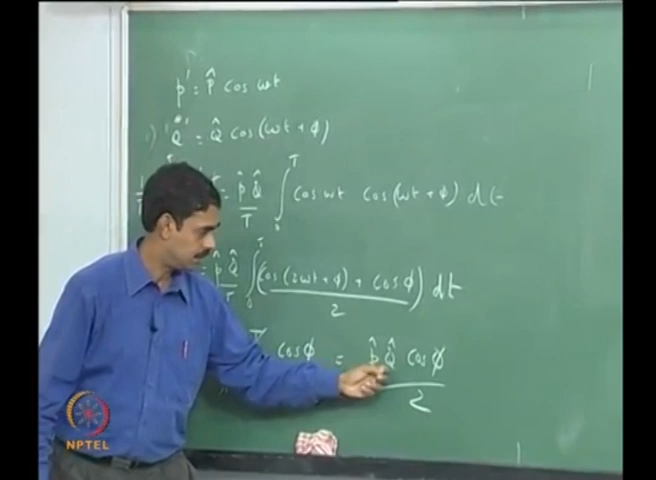 p' = p̂ cos ωt
Q̇' = Q̂ cos(ωt + φ)
= p̂ Q̂ / T ∫₀ᵀ cos ωt cos(ωt + φ) dt
= p̂ Q̂ / T ∫₀ᵀ (cos(2ωt + φ) + cos φ) / 2 dt
cos φ = p̂ Q̂ cos φ / 2
NPTEL